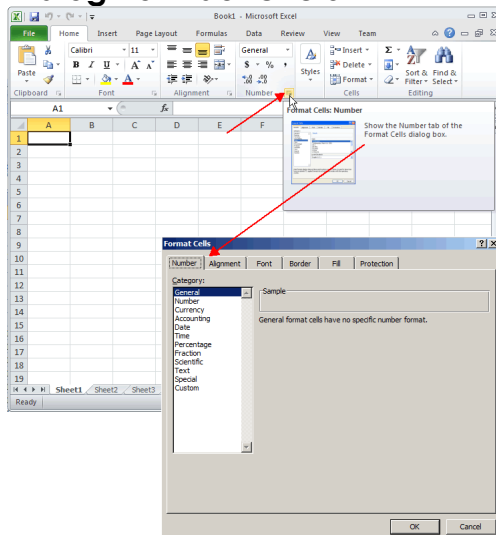 Book1 - Microsoft Excel
File Home Insert Page Layout Formulas Data Review View Team
Calibri 11 General Insert Σ
Paste B I U A A $ % , Styles Delete Sort & Find &
A .00 Format Filter Select
Clipboard Font Alignment Number Cells Editing
A1 fx
A B C D E F
Format Cells: Number
Show the Number tab of the
Format Cells dialog box.
1
2
3
4
5
6
7
8
9
10
11
12
13
14
15
16
17
18
19
Sheet1 Sheet2 Sheet3
Ready
Format Cells
Number Alignment Font Border Fill Protection
Category:
General
Number
Currency
Accounting
Date
Time
Percentage
Fraction
Scientific
Text
Special
Custom
Sample
General format cells have no specific number format.
OK Cancel